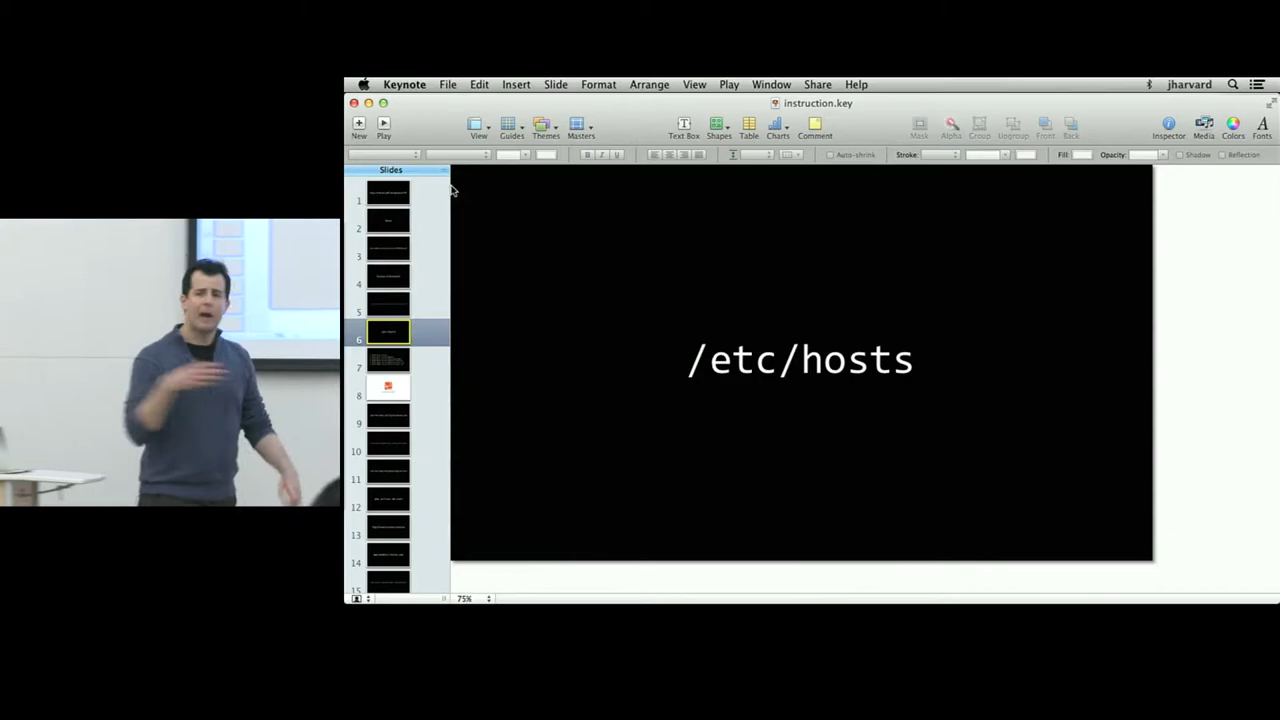 Keynote File Edit Insert Slide Format Arrange View Play Window Share Help jharvard
instruction.key
New Play View Guides Themes Masters Text Box Shapes Table Charts Comment Mask Alpha Group Ungroup Front Back Inspector Media Colors Fonts
B I U Auto-shrink Stroke: Fill: Opacity: Shadow Reflection
Slides
1
2
3
4
5
6
7
8
9
10
11
12
13
14
15
/etc/hosts
75%